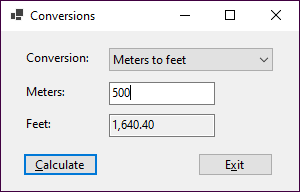 Conversions
Conversion: Meters to feet
Meters: 500
Feet: 1,640.40
Calculate Exit